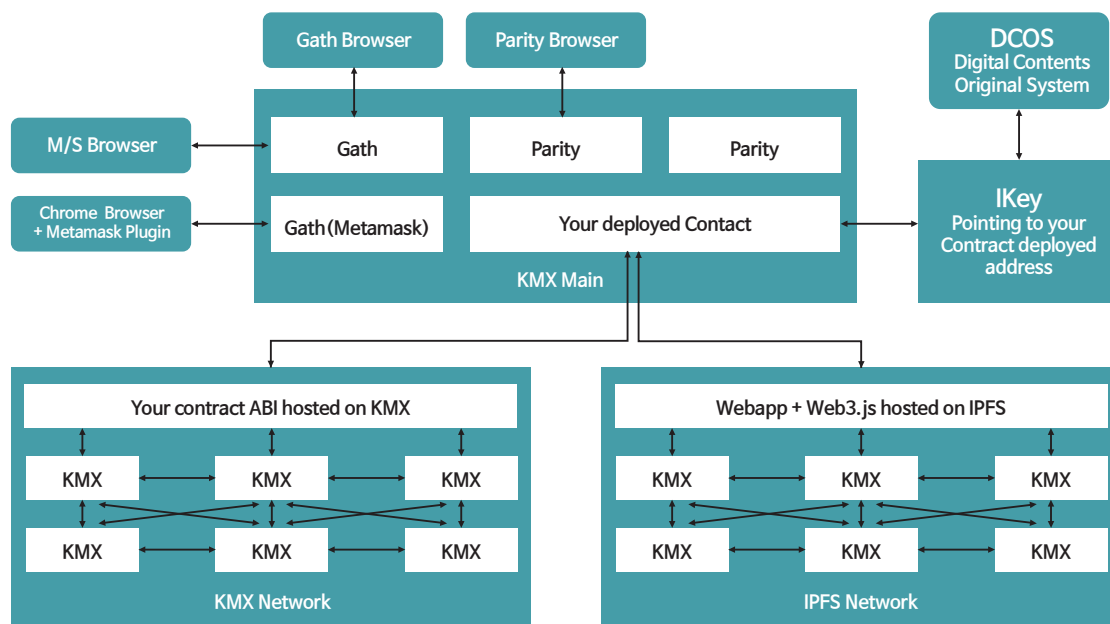 Gath Browser
Parity Browser
DCOS
Digital Contents
Original System
M/S Browser
Gath
Parity
Parity
Chrome Browser
+ Metamask Plugin
Gath(Metamask)
Your deployed Contact
IKey
Pointing to your
Contract deployed
address
KMX Main
Your contract ABI hosted on KMX
KMX
KMX
KMX
KMX
KMX
KMX
KMX Network
Webapp + Web3.js hosted on IPFS
KMX
KMX
KMX
KMX
KMX
KMX
IPFS Network